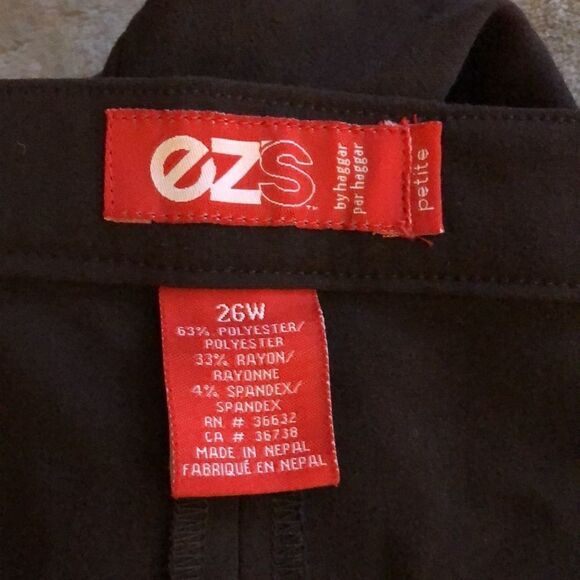 ezs™
by haggar
par haggar
petite
26W
63% POLYESTER/
POLYESTER
33% RAYON/
RAYONNE
4% SPANDEX/
SPANDEX
RN # 36632
CA # 36738
MADE IN NEPAL
FABRIQUÉ EN NEPAL